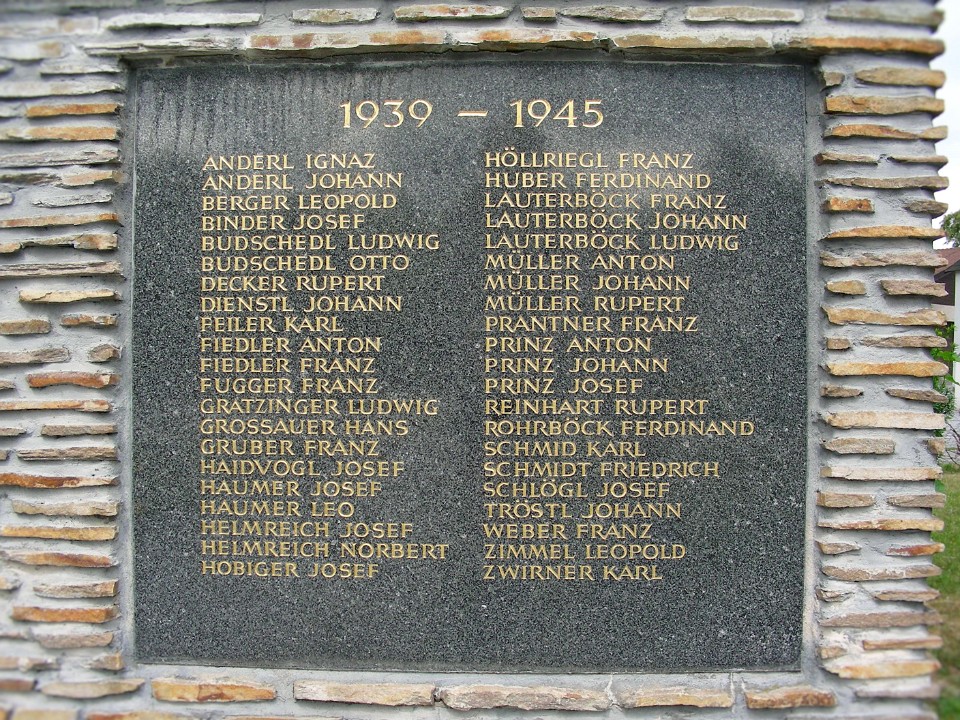 1939 – 1945
ANDERL IGNAZ
ANDERL JOHANN
BERGER LEOPOLD
BINDER JOSEF
BUDSCHEDL LUDWIG
BUDSCHEDL OTTO
DECKER RUPERT
DIENSTL JOHANN
FEILER KARL
FIEDLER ANTON
FIEDLER FRANZ
FUGGER FRANZ
GRATZINGER LUDWIG
GROSSAUER HANS
GRUBER FRANZ
HAIDVOGL JOSEF
HAUMER JOSEF
HAUMER LEO
HELMREICH JOSEF
HELMREICH NORBERT
HOBIGER JOSEF
HÖLLRIEGL FRANZ
HUBER FERDINAND
LAUTERBÖCK FRANZ
LAUTERBÖCK JOHANN
LAUTERBÖCK LUDWIG
MÜLLER ANTON
MÜLLER JOHANN
MÜLLER RUPERT
PRANTNER FRANZ
PRINZ ANTON
PRINZ JOHANN
PRINZ JOSEF
REINHART RUPERT
ROHRBÖCK FERDINAND
SCHMID KARL
SCHMIDT FRIEDRICH
SCHLÖGL JOSEF
TRÖSTL JOHANN
WEBER FRANZ
ZIMMEL LEOPOLD
ZWIRNER KARL